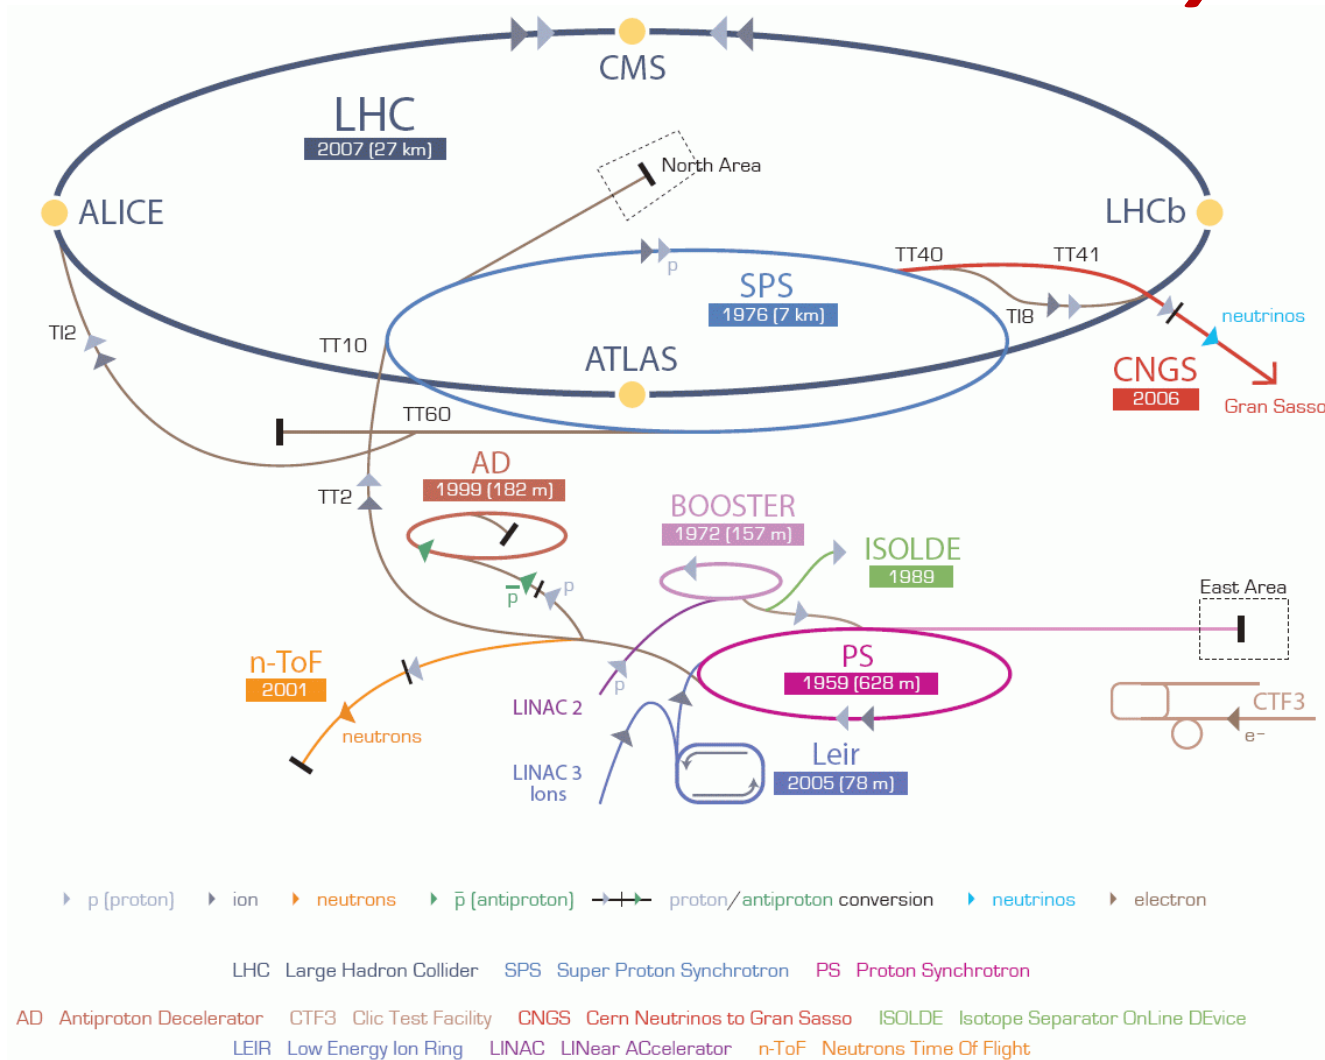 CMS
LHC
2007 (27 km)
North Area
ALICE
LHCb
TT40
TT41
p
SPS
1976 (7 km)
TI8
neutrinos
TI2
TT10
ATLAS
CNGS
2006
Gran Sasso
TT60
AD
1999 (182 m)
TT2
BOOSTER
1972 (157 m)
ISOLDE
1989
East Area
p̅
p
n-ToF
2001
PS
1959 (628 m)
p
LINAC 2
CTF3
e-
neutrons
LINAC 3
Ions
Leir
2005 (78 m)
p (proton) ion neutrons p̅ (antiproton) proton/antiproton conversion neutrinos electron
LHC Large Hadron Collider SPS Super Proton Synchrotron PS Proton Synchrotron
AD Antiproton Decelerator CTF3 Clic Test Facility CNGS Cern Neutrinos to Gran Sasso ISOLDE Isotope Separator OnLine DEvice
LEIR Low Energy Ion Ring LINAC LINear ACcelerator n-ToF Neutrons Time Of Flight